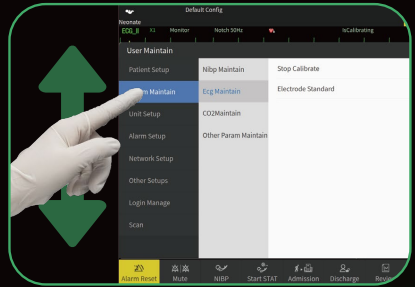 Default Config
Neonate
ECG_II X1 Monitor Notch 50Hz IsCalibrating
User Maintain
Patient Setup Nibp Maintain Stop Calibrate
m Maintain Ecg Maintain Electrode Standard
Unit Setup CO2Maintain
Alarm Setup Other Param Maintain
Network Setup
Other Setups
Login Manage
Scan
Alarm Reset Mute NIBP Start STAT Admission Discharge Review